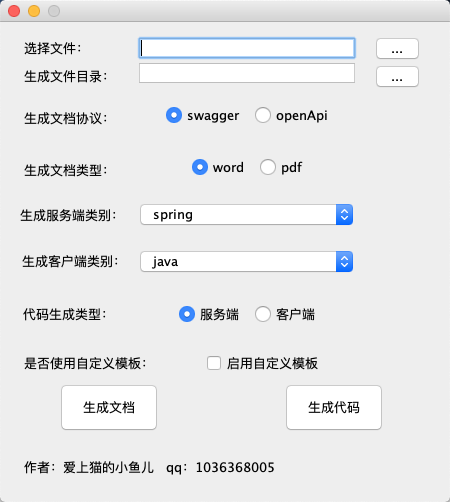 选择文件： ...
生成文件目录： ...
生成文档协议： swagger openApi
生成文档类型： word pdf
生成服务端类别： spring
生成客户端类别： java
代码生成类型： 服务端 客户端
是否使用自定义模板： 启用自定义模板
生成文档 生成代码
作者：爱上猫的小鱼儿 qq：1036368005